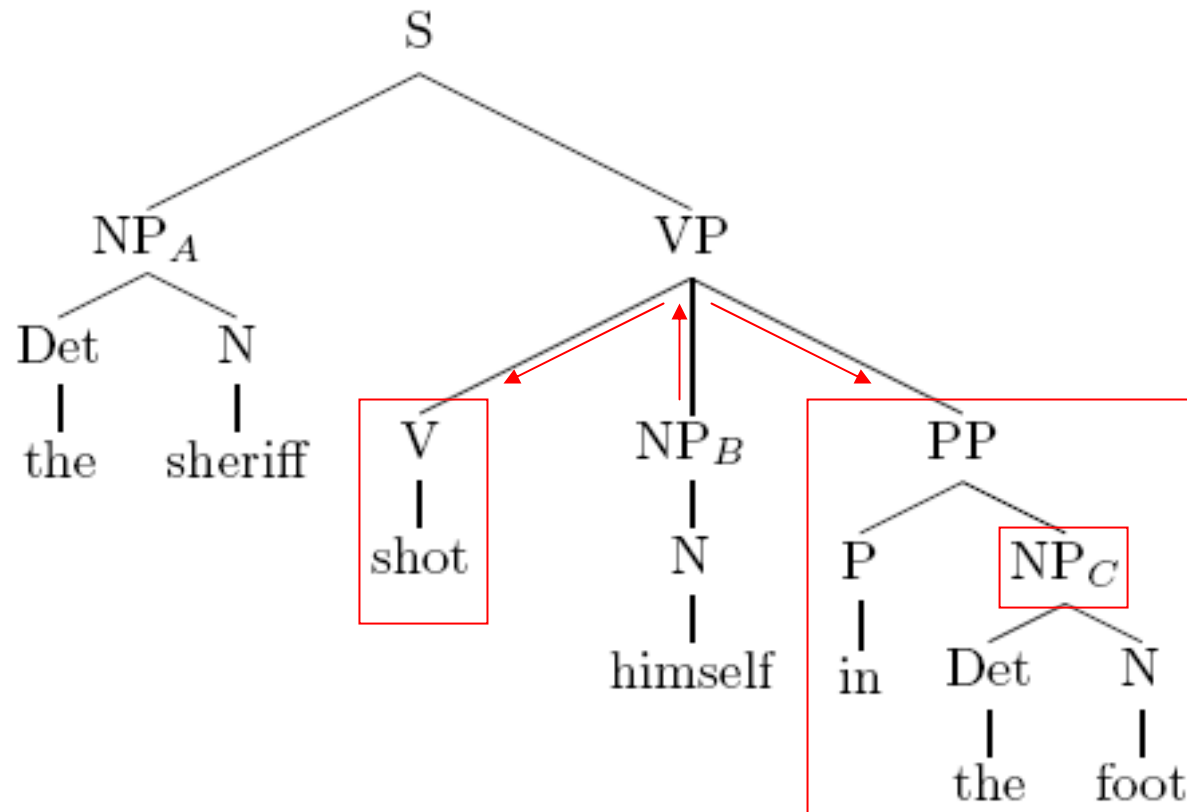 S
NP_A VP
Det N V NP_B PP
the sheriff shot N P NP_C
himself in Det N
the foot